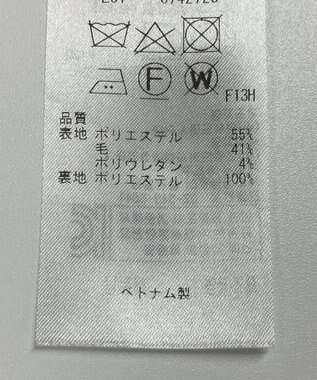 F
W
F13H
品質
表地 ポリエステル 55%
毛 41%
ポリウレタン 4%
裏地 ポリエステル 100%
ベトナム製